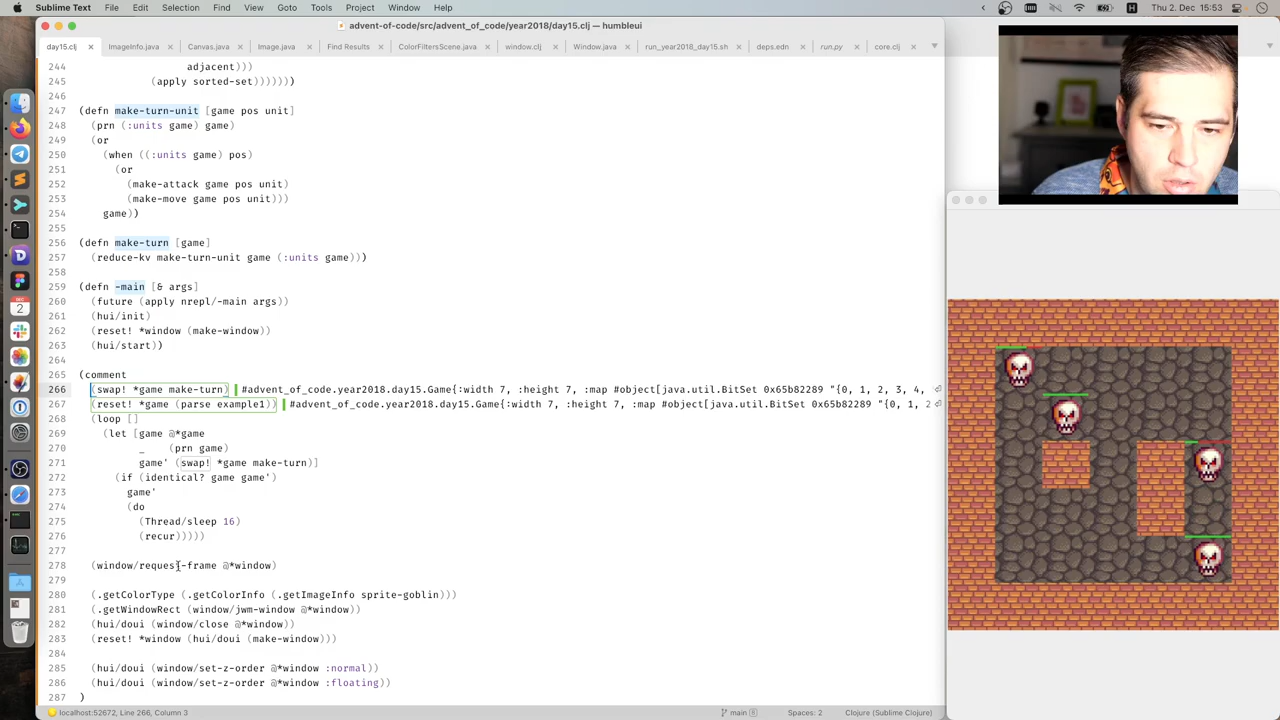 Sublime Text File Edit Selection Find View Goto Tools Project Window Help
Thu 2. Dec 15:53
advent-of-code/src/advent_of_code/year2018/day15.clj — humbleui
day15.clj ImageInfo.java Canvas.java Image.java Find Results ColorFiltersScene.java window.clj Window.java run_year2018_day15.sh deps.edn run.py core.clj
244 adjacent)))
245 (apply sorted-set))))))
246
247 (defn make-turn-unit [game pos unit]
248 (prn (:units game) game)
249 (or
250 (when ((:units game) pos)
251 (or
252 (make-attack game pos unit)
253 (make-move game pos unit)))
254 game))
255
256 (defn make-turn [game]
257 (reduce-kv make-turn-unit game (:units game)))
258
259 (defn -main [& args]
260 (future (apply nrepl/-main args))
261 (hui/init)
262 (reset! *window (make-window))
263 (hui/start))
264
265 (comment
266 (swap! *game make-turn) #advent_of_code.year2018.day15.Game{:width 7, :height 7, :map #object[java.util.BitSet 0x65b82289 "{0, 1, 2, 3, 4,
267 (reset! *game (parse example1)) #advent_of_code.year2018.day15.Game{:width 7, :height 7, :map #object[java.util.BitSet 0x65b82289 "{0, 1, 2
268 (loop []
269 (let [game @*game
270 _ (prn game)
271 game' (swap! *game make-turn)]
272 (if (identical? game game')
273 game'
274 (do
275 (Thread/sleep 16)
276 (recur)))))
277
278 (window/request-frame @*window)
279
280 (.getColorType (.getColorInfo (.getImageInfo sprite-goblin)))
281 (.getWindowRect (window/jwm-window @*window))
282 (hui/doui (window/close @*window))
283 (reset! *window (hui/doui (make-window)))
284
285 (hui/doui (window/set-z-order @*window :normal))
286 (hui/doui (window/set-z-order @*window :floating))
287 )
localhost:52672, Line 266, Column 3 main Spaces: 2 Clojure (Sublime Clojure)